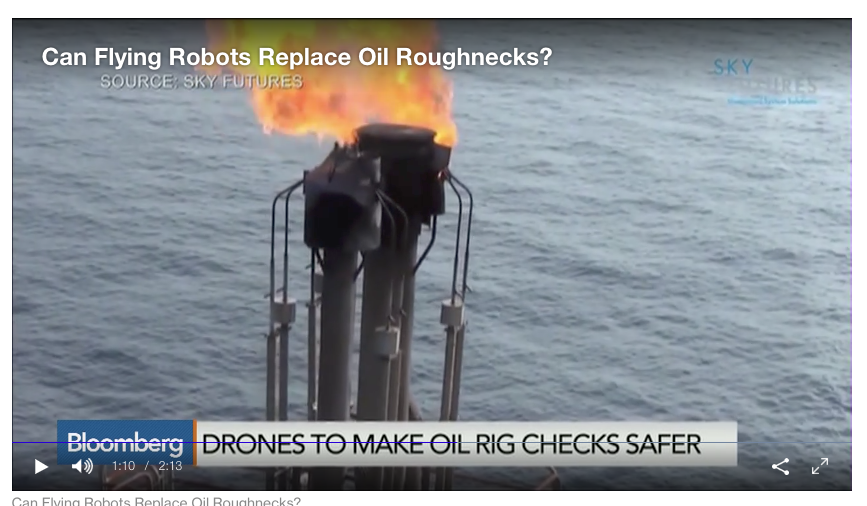 Can Flying Robots Replace Oil Roughnecks?
SOURCE: SKY FUTURES
SKY
FUTURES
Bloomberg
DRONES TO MAKE OIL RIG CHECKS SAFER
1:10 / 2:13
Can Flying Robots Replace Oil Roughnecks?